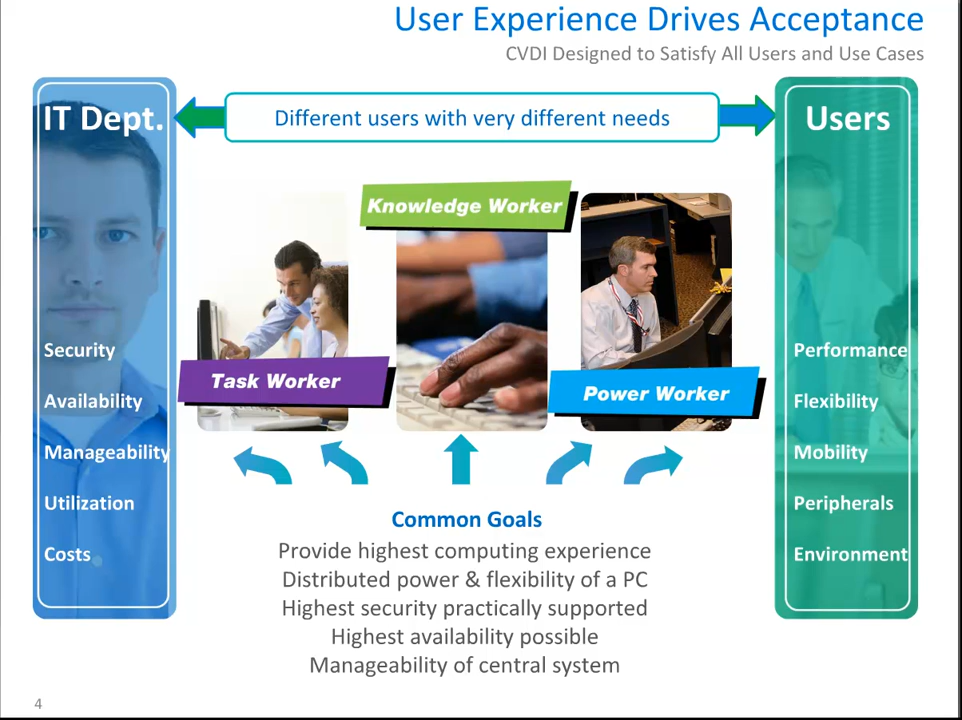 User Experience Drives Acceptance
CVDI Designed to Satisfy All Users and Use Cases
IT Dept.
Different users with very different needs
Users
Knowledge Worker
Task Worker
Power Worker
Security
Availability
Manageability
Utilization
Costs
Performance
Flexibility
Mobility
Peripherals
Environment
Common Goals
Provide highest computing experience
Distributed power & flexibility of a PC
Highest security practically supported
Highest availability possible
Manageability of central system
4